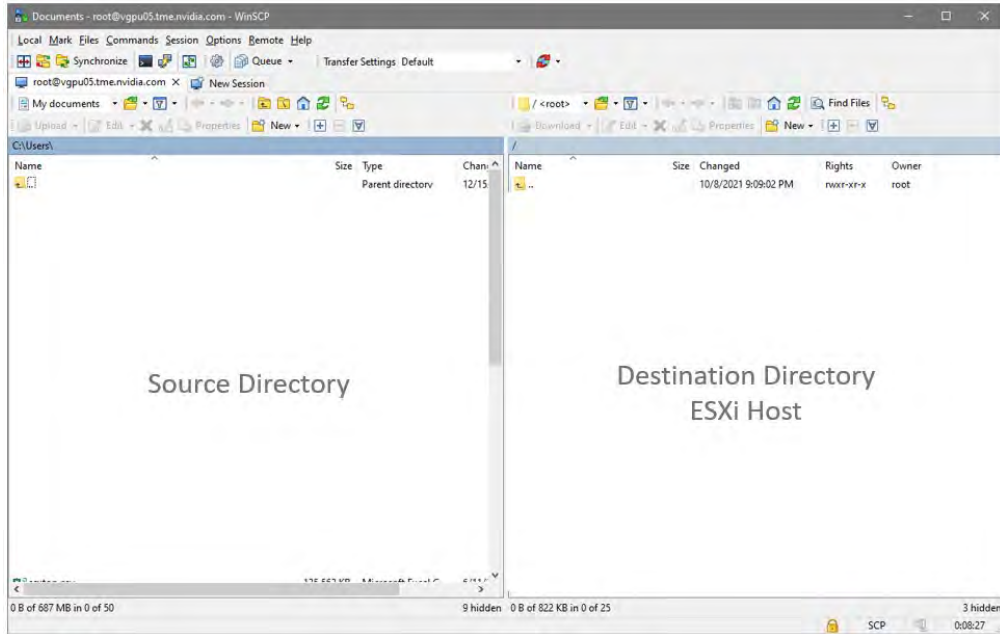 Documents - root@vgpu05.tme.nvidia.com - WinSCP
Local Mark Files Commands Session Options Remote Help
Synchronize Queue Transfer Settings Default
root@vgpu05.tme.nvidia.com X New Session
My documents
/ <root> Find Files
Upload Edit Properties New
Download Edit Properties New
C:\Users\
/
Name Size Type Chan
Name Size Changed Rights Owner
Parent directory 12/15
.. 10/8/2021 9:09:02 PM rwxr-xr-x root
Source Directory
Destination Directory
ESXi Host
0 B of 687 MB in 0 of 50 9 hidden
0 B of 822 KB in 0 of 25 3 hidden
SCP 0:08:27